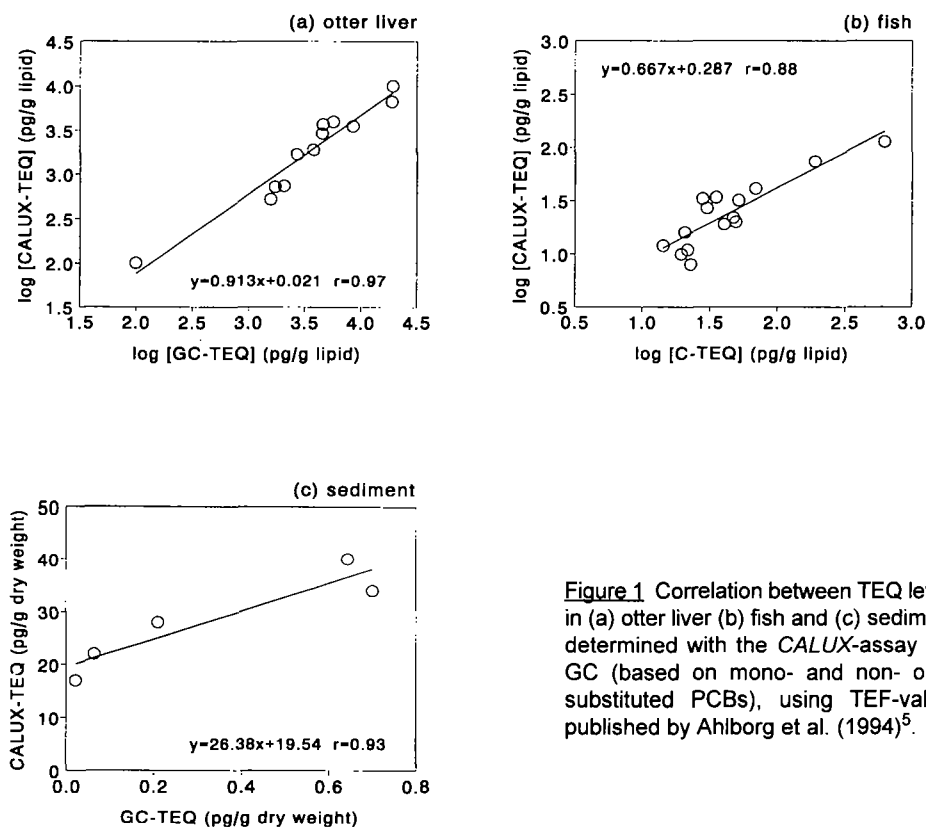 (a) otter liver
log [CALUX-TEQ] (pg/g lipid)
4.5
4.0
3.5
3.0
2.5
2.0
1.5
y=0.913x+0.021 r=0.97
1.5 2.0 2.5 3.0 3.5 4.0 4.5
log [GC-TEQ] (pg/g lipid)
(b) fish
log [CALUX-TEQ] (pg/g lipid)
3.0
2.5
2.0
1.5
1.0
0.5
y=0.667x+0.287 r=0.88
0.5 1.0 1.5 2.0 2.5 3.0
log [C-TEQ] (pg/g lipid)
(c) sediment
CALUX-TEQ (pg/g dry weight)
50
40
30
20
10
0
y=26.38x+19.54 r=0.93
0.0 0.2 0.4 0.6 0.8
GC-TEQ (pg/g dry weight)
Figure 1 Correlation between TEQ lev
in (a) otter liver (b) fish and (c) sedim
determined with the CALUX-assay
GC (based on mono- and non- o
substituted PCBs), using TEF-val
published by Ahlborg et al. (1994)5.